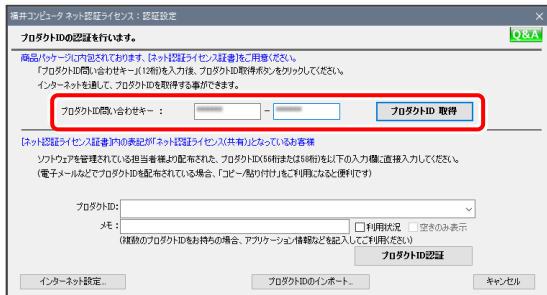 福井コンピュータ ネット認証ライセンス：認証設定
プロダクトIDの認証を行います。
Q&A
商品パッケージに内包されております、[ネット認証ライセンス証書]をご用意ください。
「プロダクトID問い合わせキー」(12桁)を入力後、プロダクトID取得ボタンをクリックしてください。
インターネットを通して、プロダクトIDを取得する事ができます。
プロダクトID問い合わせキー ： － プロダクトID 取得
[ネット認証ライセンス証書]内の表記が「ネット認証ライセンス(共有)」となっているお客様
ソフトウェアを管理されている担当者様より配布された、プロダクトID(56桁または58桁)を以下の入力欄に直接入力してください。
(電子メールなどでプロダクトIDを配布されている場合、「コピー/貼り付け」をご利用になると便利です)
プロダクトID：
メモ： 利用状況 空きのみ表示
(複数のプロダクトIDをお持ちの場合、アプリケーション情報などを記入してご利用ください)
プロダクトID認証
インターネット設定... プロダクトIDのインポート... キャンセル